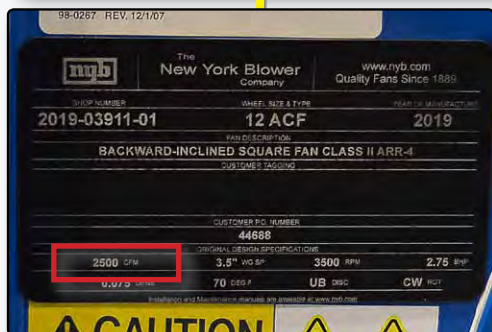 98-0267 REV. 12/1/07
nyb
The
New York Blower
Company
www.nyb.com
Quality Fans Since 1889
SHOP NUMBER WHEEL SIZE & TYPE YEAR OF MANUFACTURE
2019-03911-01 12 ACF 2019
FAN DESCRIPTION
BACKWARD-INCLINED SQUARE FAN CLASS II ARR-4
CUSTOMER TAGGING
CUSTOMER P.O. NUMBER
44688
ORIGINAL DESIGN SPECIFICATIONS
2500 CFM 3.5" WG SP 3500 RPM 2.75 BHP
0.075 DENS 70 DEG F UB DISC CW ROT
Installation and Maintenance manuals are available at www.nyb.com
CAUTION